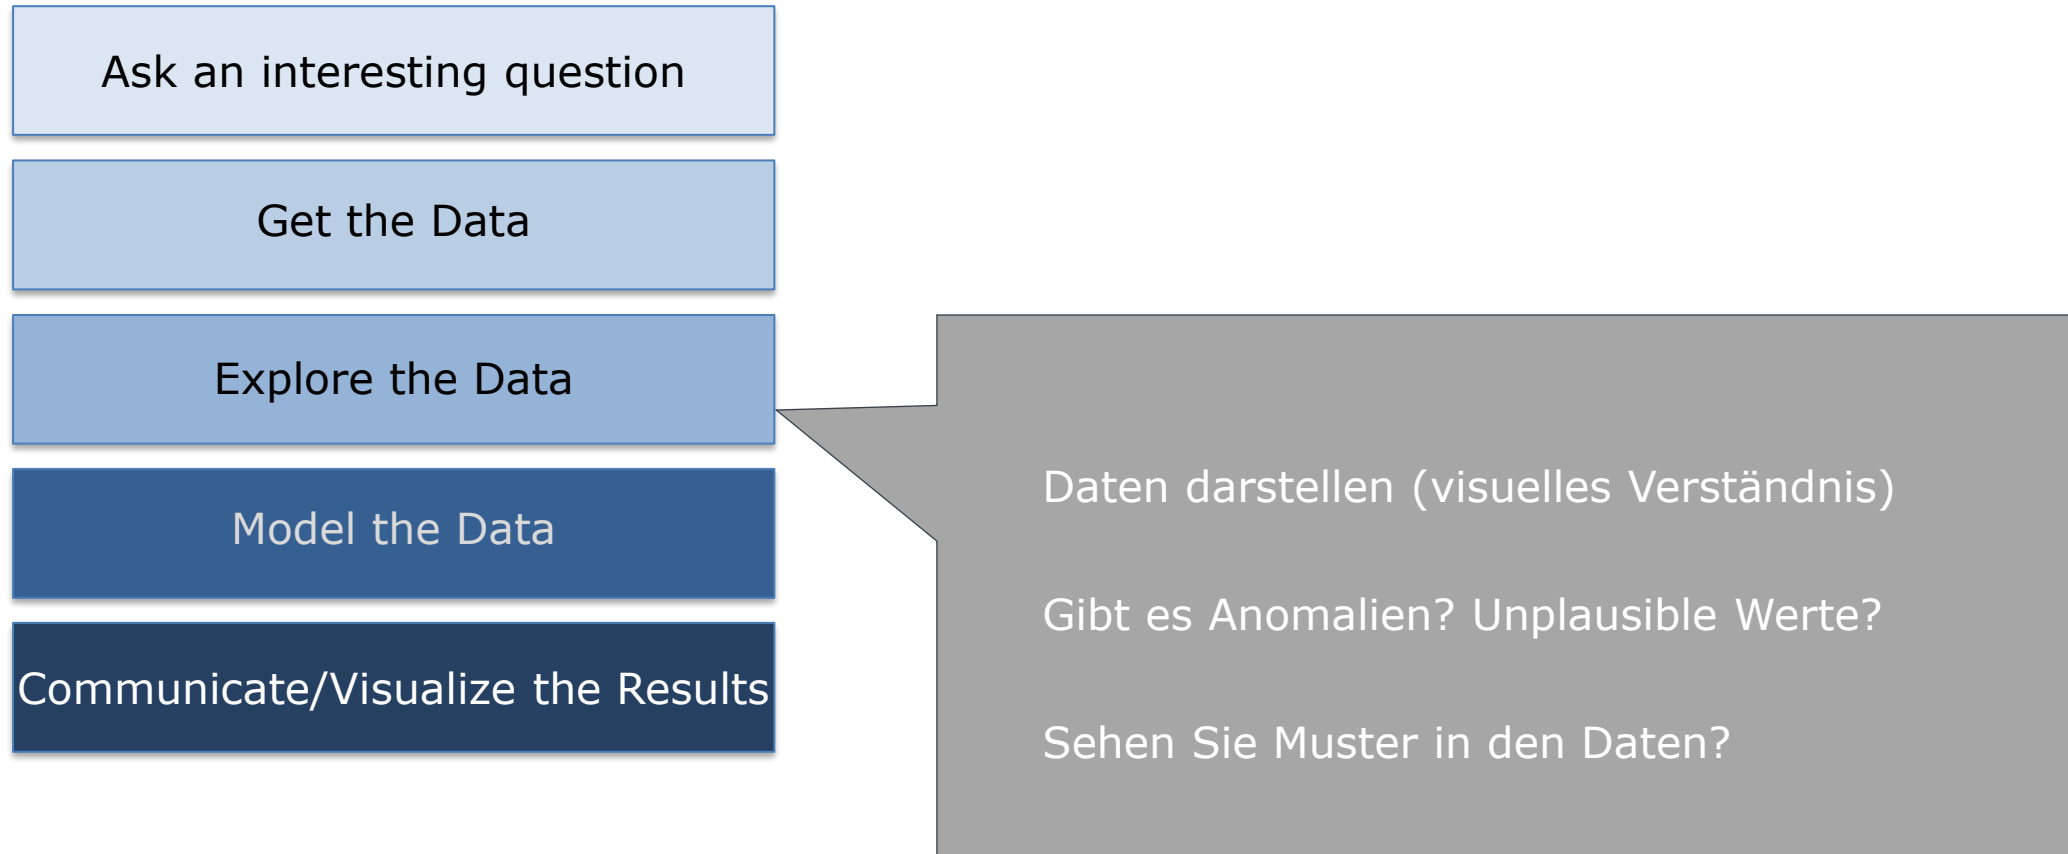 Ask an interesting question
Get the Data
Explore the Data
Model the Data
Communicate/Visualize the Results
Daten darstellen (visuelles Verständnis)
Gibt es Anomalien? Unplausible Werte?
Sehen Sie Muster in den Daten?